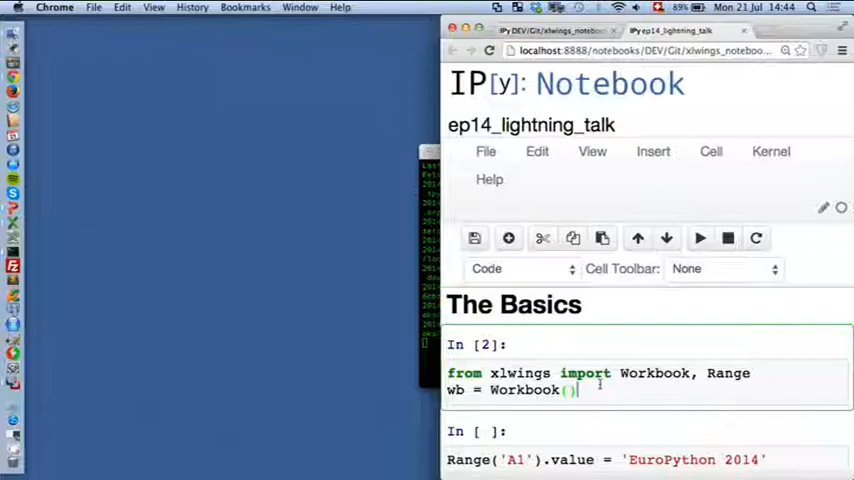 Chrome File Edit View History Bookmarks Window Help 89% Mon 21 Jul 14:44
IPy DEV/Git/xlwings_noteboo IPy ep14_lightning_talk
localhost:8888/notebooks/DEV/Git/xlwings_noteboo...
IP[y]: Notebook
ep14_lightning_talk
File Edit View Insert Cell Kernel
Help
Code Cell Toolbar: None
The Basics
In [2]:
from xlwings import Workbook, Range
wb = Workbook()
In [ ]:
Range('A1').value = 'EuroPython 2014'